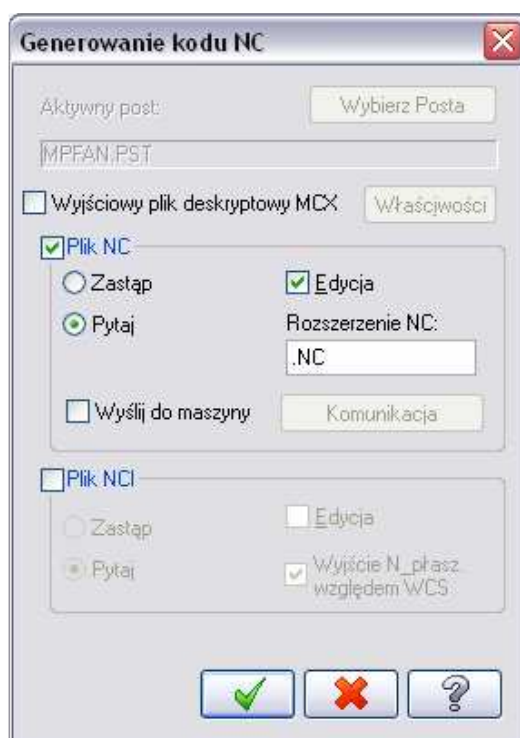 Generowanie kodu NC
Aktywny post:
Wybierz Posta
MPFAN.PST
Wyjściowy plik deskryptowy MCX
Właścjwości
Plik NC
Zastąp
Edycja
Pytaj
Rozszerzenie NC:
.NC
Wyślij do maszyny
Komunikacja
Plik NCI
Zastąp
Edycja
Pytaj
Wyjście N_płasz.
względem WCS